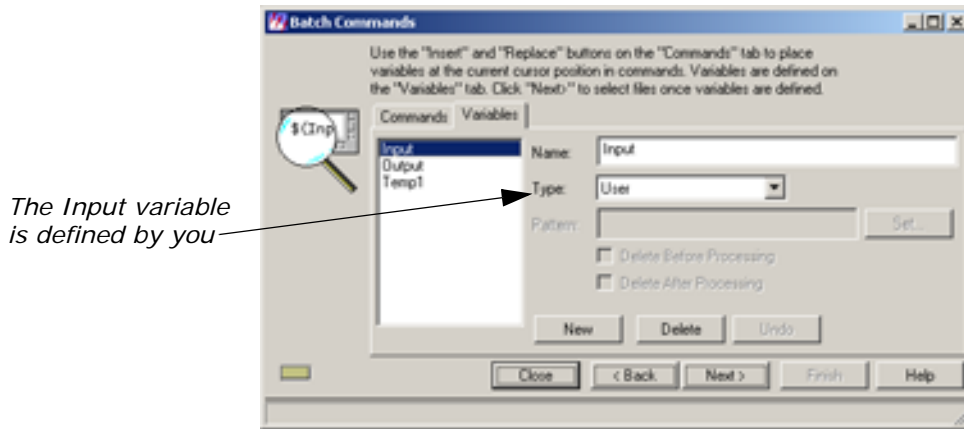 Batch Commands
Use the "Insert" and "Replace" buttons on the "Commands" tab to place
variables at the current cursor position in commands. Variables are defined on
the "Variables" tab. Click "Next>" to select files once variables are defined.
$(Inp
Commands Variables
Input
Output
Temp1
Name: Input
Type: User
Pattern: Set...
Delete Before Processing
Delete After Processing
New Delete Undo
Close < Back Next > Finish Help
The Input variable
is defined by you